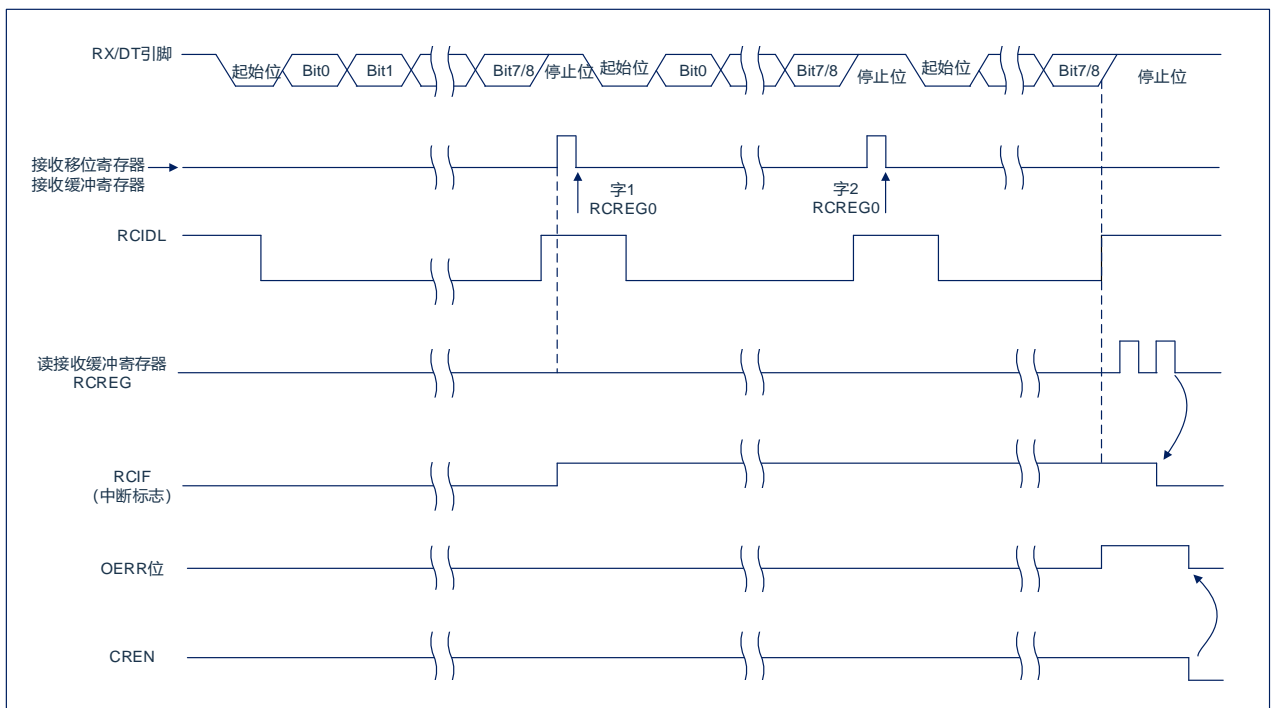 RX/DT引脚
起始位 Bit0 Bit1 Bit7/8 停止位 起始位 Bit0 Bit7/8 停止位 起始位 Bit7/8 停止位
接收移位寄存器
接收缓冲寄存器
字1
RCREG0
字2
RCREG0
RCIDL
读接收缓冲寄存器
RCREG
RCIF
(中断标志)
OERR位
CREN